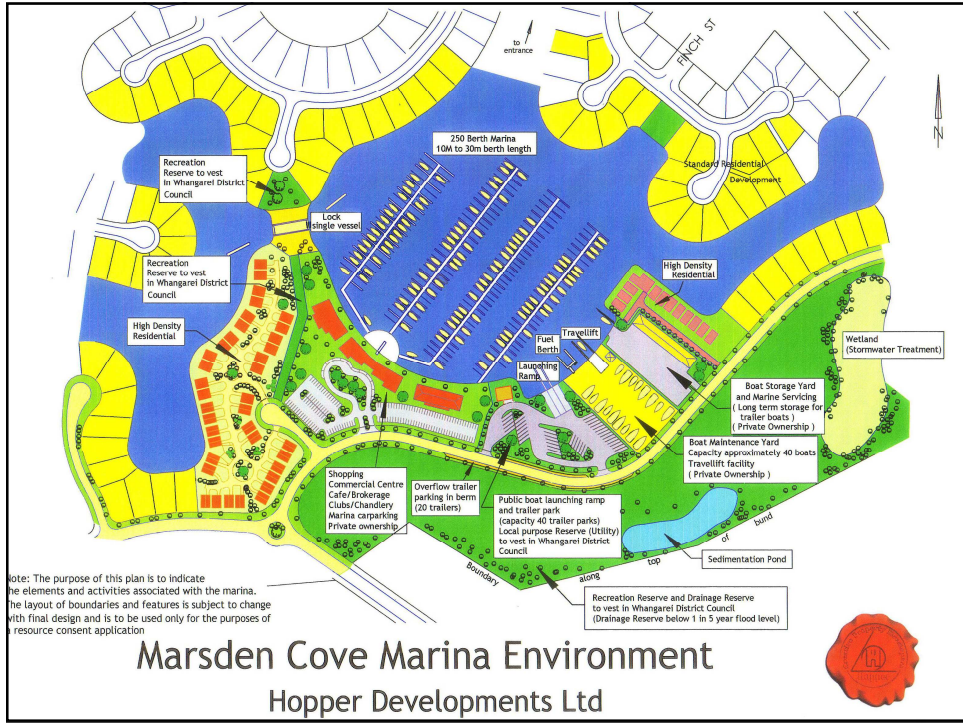 to
entrance
FINCH ST
N
250 Berth Marina
10M to 30m berth length
Standard Residential
Development
Recreation
Reserve to vest
in Whangarei District
Council
Lock
single vessel
Recreation
Reserve to vest
in Whangarei District
Council
High Density
Residential
High Density
Residential
Travellift
Fuel
Berth
Launching
Ramp
Wetland
(Stormwater Treatment)
Boat Storage Yard
and Marine Servicing
( Long term storage for
trailer boats )
( Private Ownership )
Boat Maintenance Yard
Capacity approximately 40 boats
Travellift facility
( Private Ownership )
Shopping
Commercial Centre
Cafe/Brokerage
Clubs/Chandlery
Marina carparking
Private ownership
Overflow trailer
parking in berm
(20 trailers)
Public boat launching ramp
and trailer park
(capacity 40 trailer parks)
Local purpose Reserve (Utility)
to vest in Whangarei District
Council
Sedimentation Pond
Boundary along top of bund
Recreation Reserve and Drainage Reserve
to vest in Whangarei District Council
(Drainage Reserve below 1 in 5 year flood level)
Note: The purpose of this plan is to indicate
the elements and activities associated with the marina.
The layout of boundaries and features is subject to change
with final design and is to be used only for the purposes of
a resource consent application
Marsden Cove Marina Environment
Hopper Developments Ltd